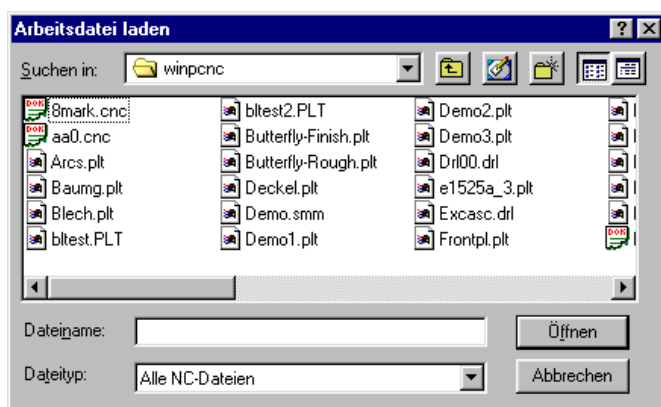 Arbeitsdatei laden
Suchen in: winpcnc
8mark.cnc bltest2.PLT Demo2.plt
aa0.cnc Butterfly-Finish.plt Demo3.plt
Arcs.plt Butterfly-Rough.plt Drl00.drl
Baumg.plt Deckel.plt e1525a_3.plt
Blech.plt Demo.smm Excasc.drl
bltest.PLT Demo1.plt Frontpl.plt
Dateiname: Öffnen
Dateityp: Alle NC-Dateien Abbrechen